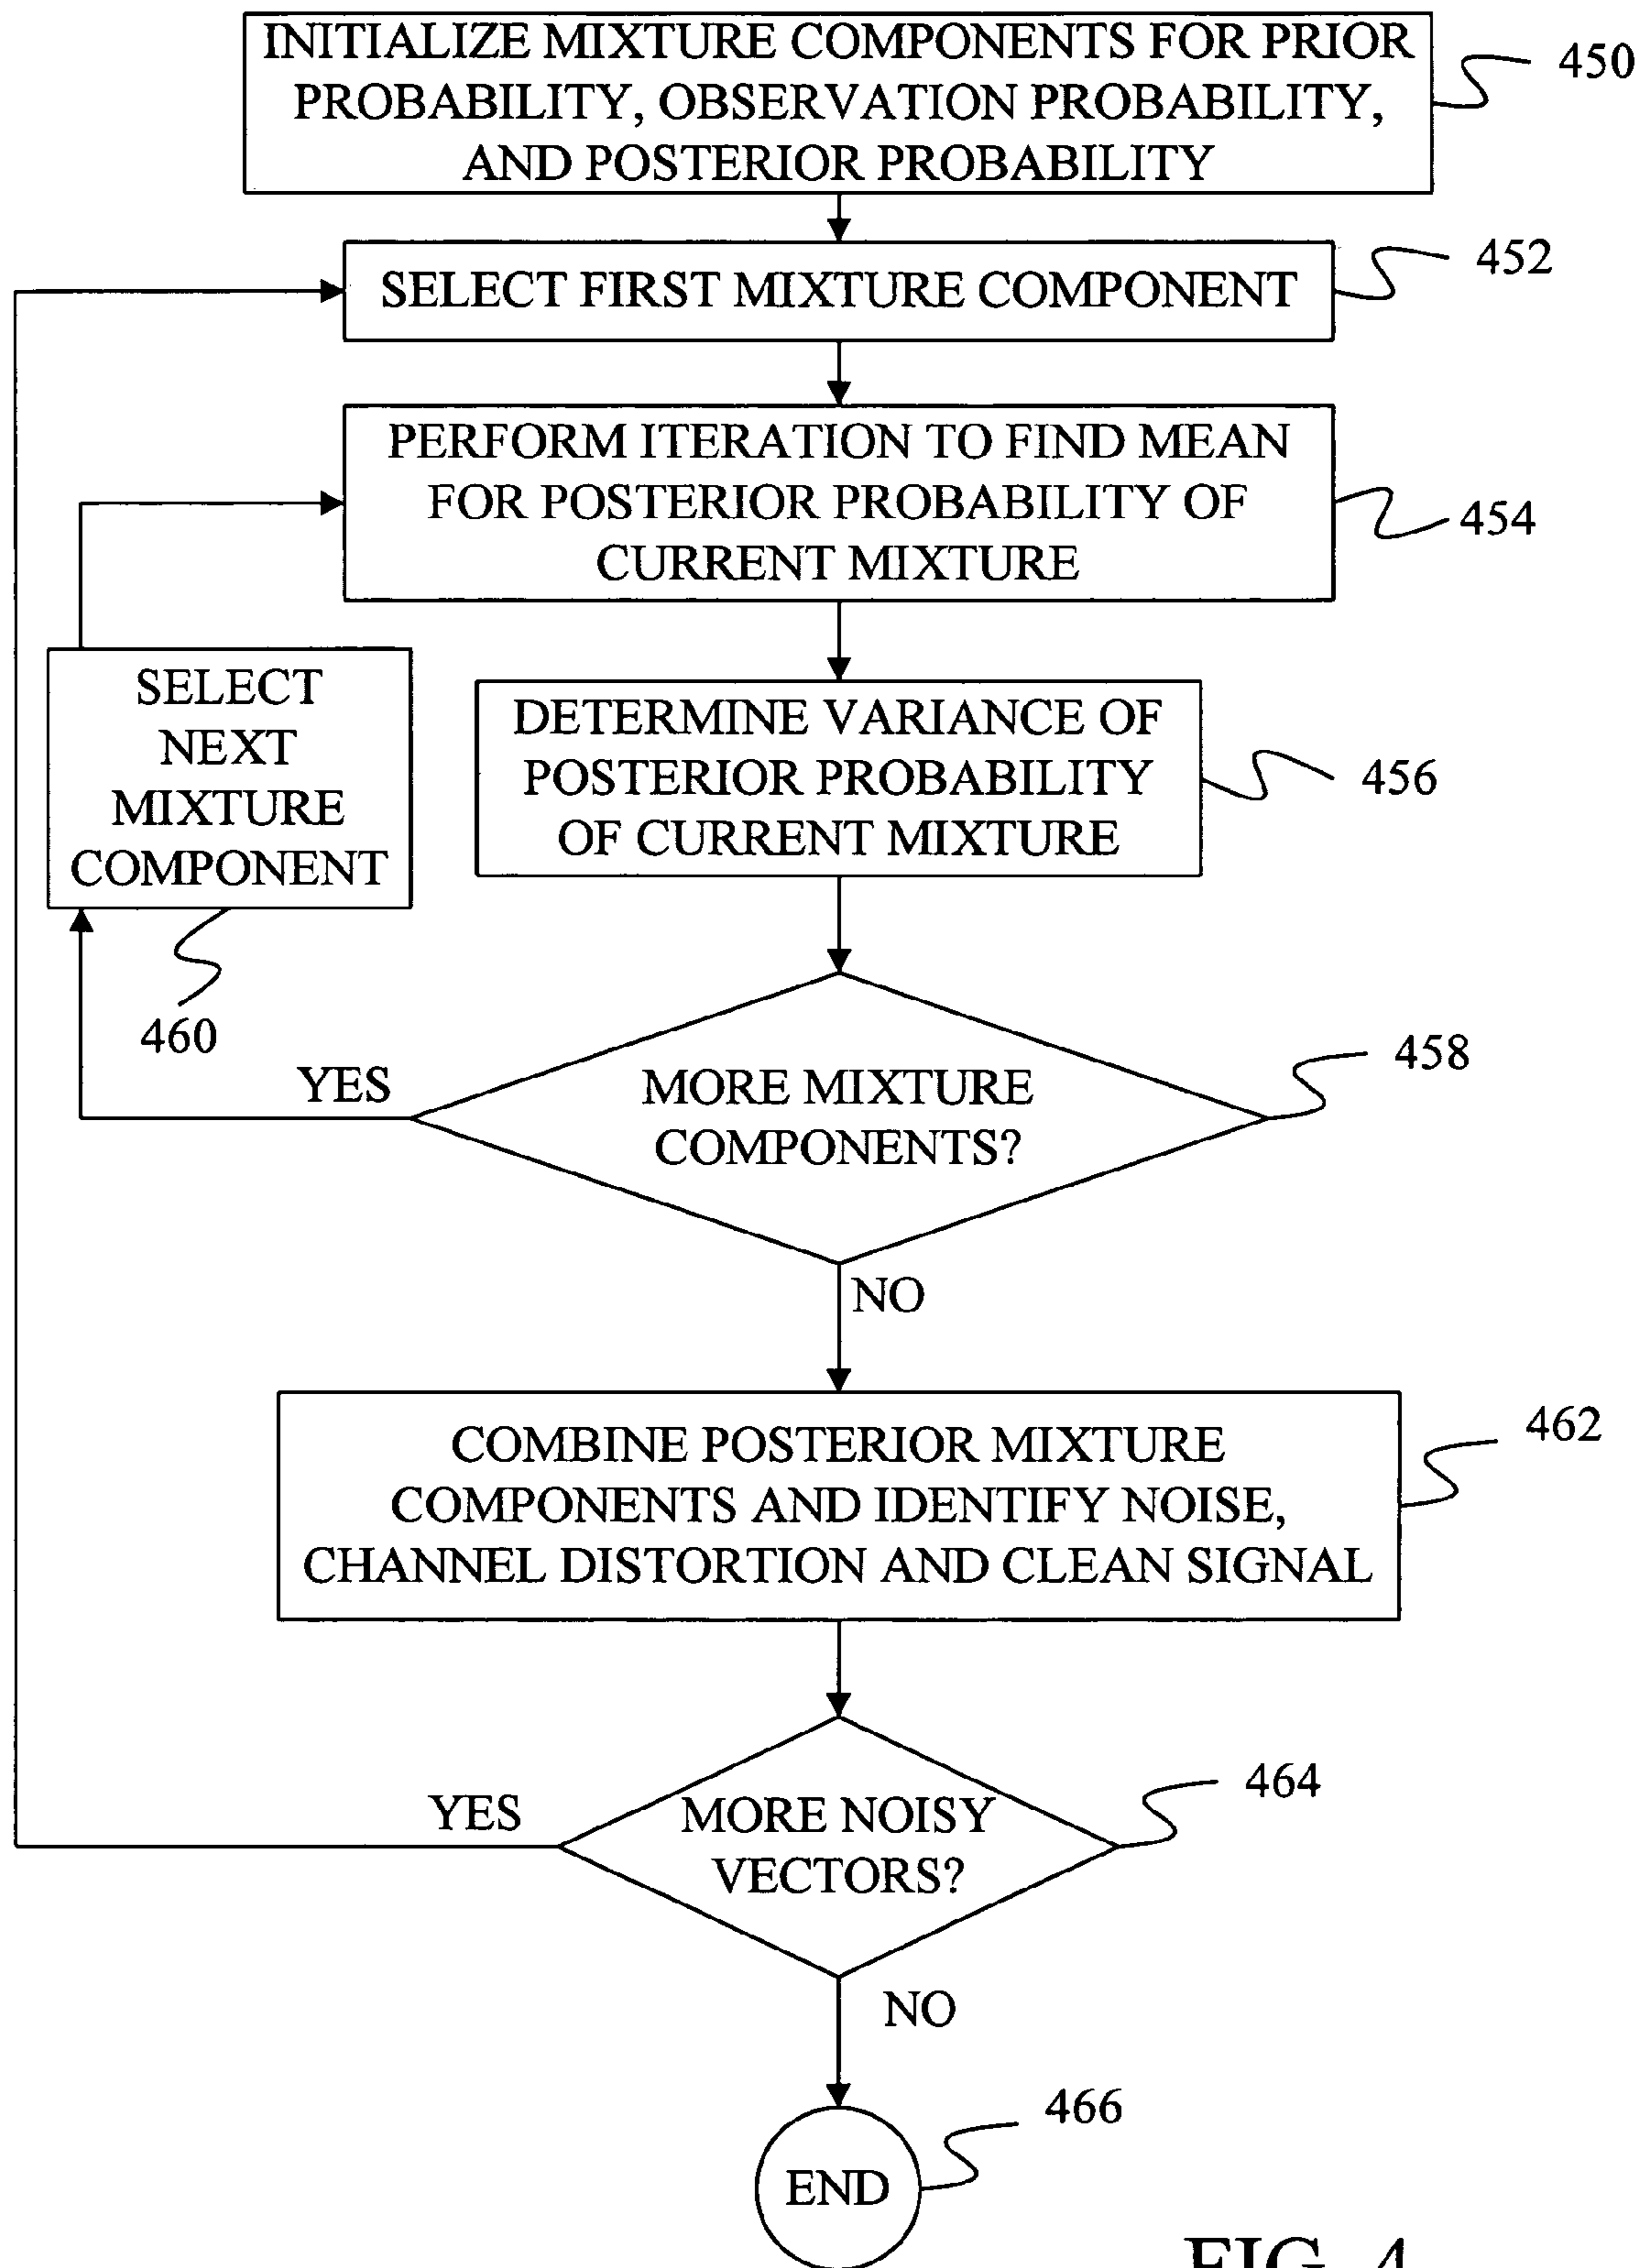 INITIALIZE MIXTURE COMPONENTS FOR PRIOR
PROBABILITY, OBSERVATION PROBABILITY,
AND POSTERIOR PROBABILITY
450
SELECT FIRST MIXTURE COMPONENT
452
PERFORM ITERATION TO FIND MEAN
FOR POSTERIOR PROBABILITY OF
CURRENT MIXTURE
454
SELECT
NEXT
MIXTURE
COMPONENT
460
DETERMINE VARIANCE OF
POSTERIOR PROBABILITY
OF CURRENT MIXTURE
456
YES
MORE MIXTURE
COMPONENTS?
458
NO
COMBINE POSTERIOR MIXTURE
COMPONENTS AND IDENTIFY NOISE,
CHANNEL DISTORTION AND CLEAN SIGNAL
462
YES
MORE NOISY
VECTORS?
464
NO
END
466
FIG. 4